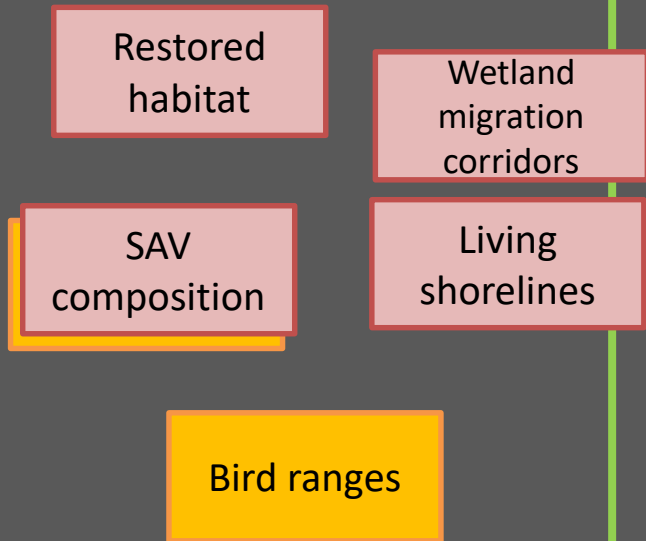 Restored
habitat
Wetland
migration
corridors
SAV
composition
Living
shorelines
Bird ranges